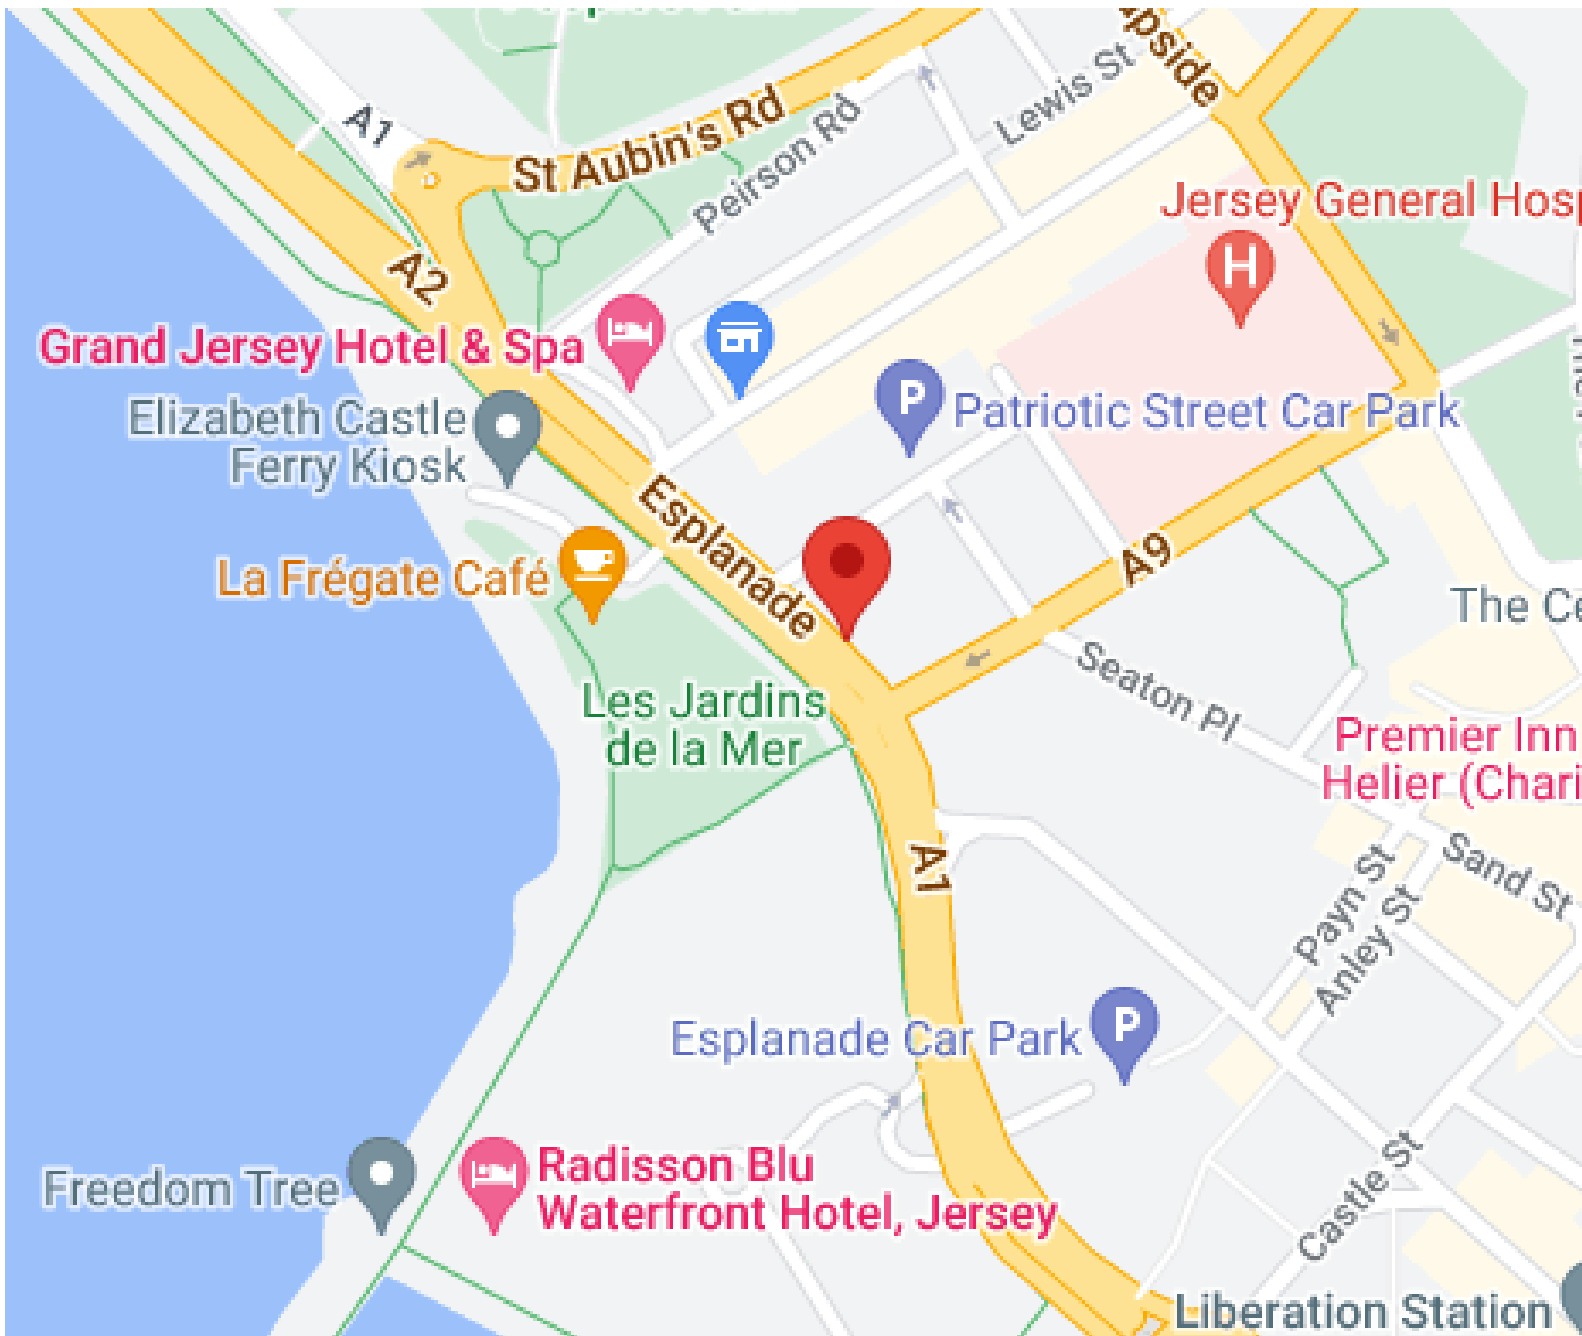 A1
St Aubin's Rd
Peirson Rd
Lewis St
Jersey General Hosp
H
A2
Grand Jersey Hotel & Spa
Elizabeth Castle
Ferry Kiosk
P
Patriotic Street Car Park
Esplanade
La Frégate Café
A9
The Ce
Seaton Pl
Les Jardins
de la Mer
Premier Inn
Helier (Chari
A1
Sand St
Payn St
Anley St
Esplanade Car Park
P
Freedom Tree
Radisson Blu
Waterfront Hotel, Jersey
Castle St
Liberation Station